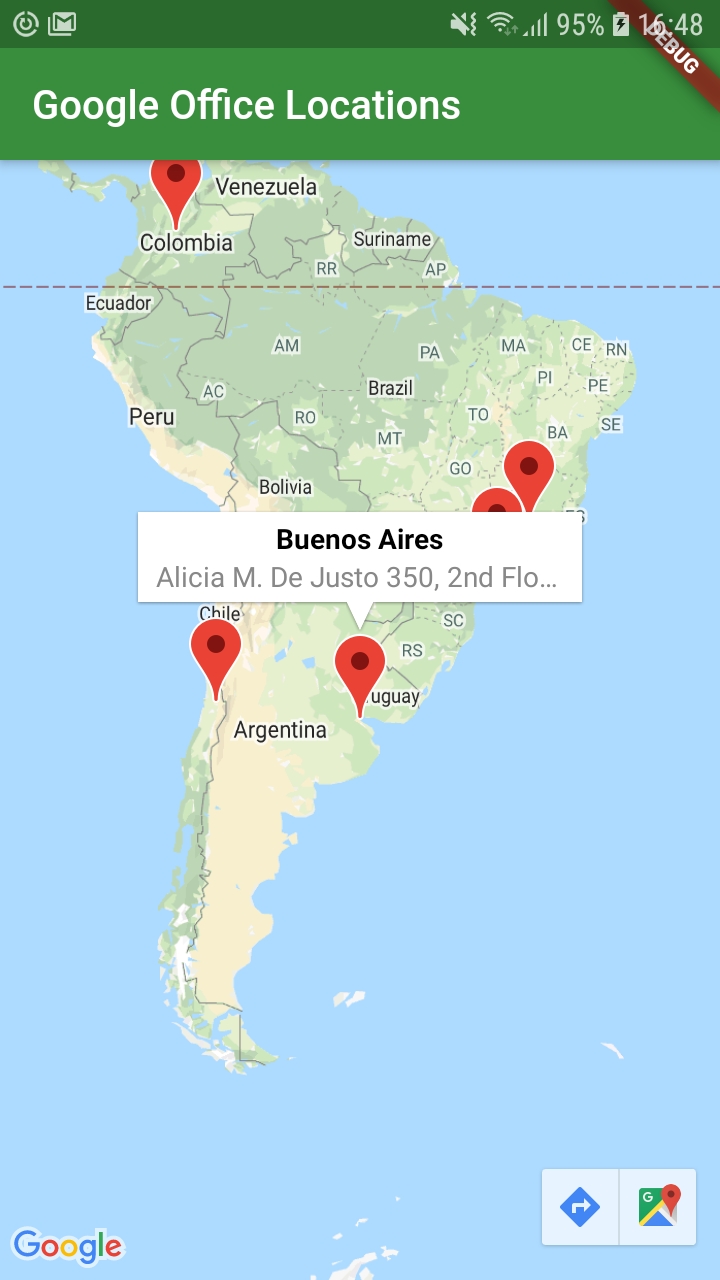 95% 16:48
DEBUG
Google Office Locations
Venezuela
Colombia
Suriname
RR
AP
Ecuador
AM
PA
MA
CE
RN
PI
PE
AC
Brazil
Peru
RO
TO
SE
MT
BA
GO
Bolivia
ES
Buenos Aires
Alicia M. De Justo 350, 2nd Flo...
Chile
SC
RS
uguay
Argentina
G
Google